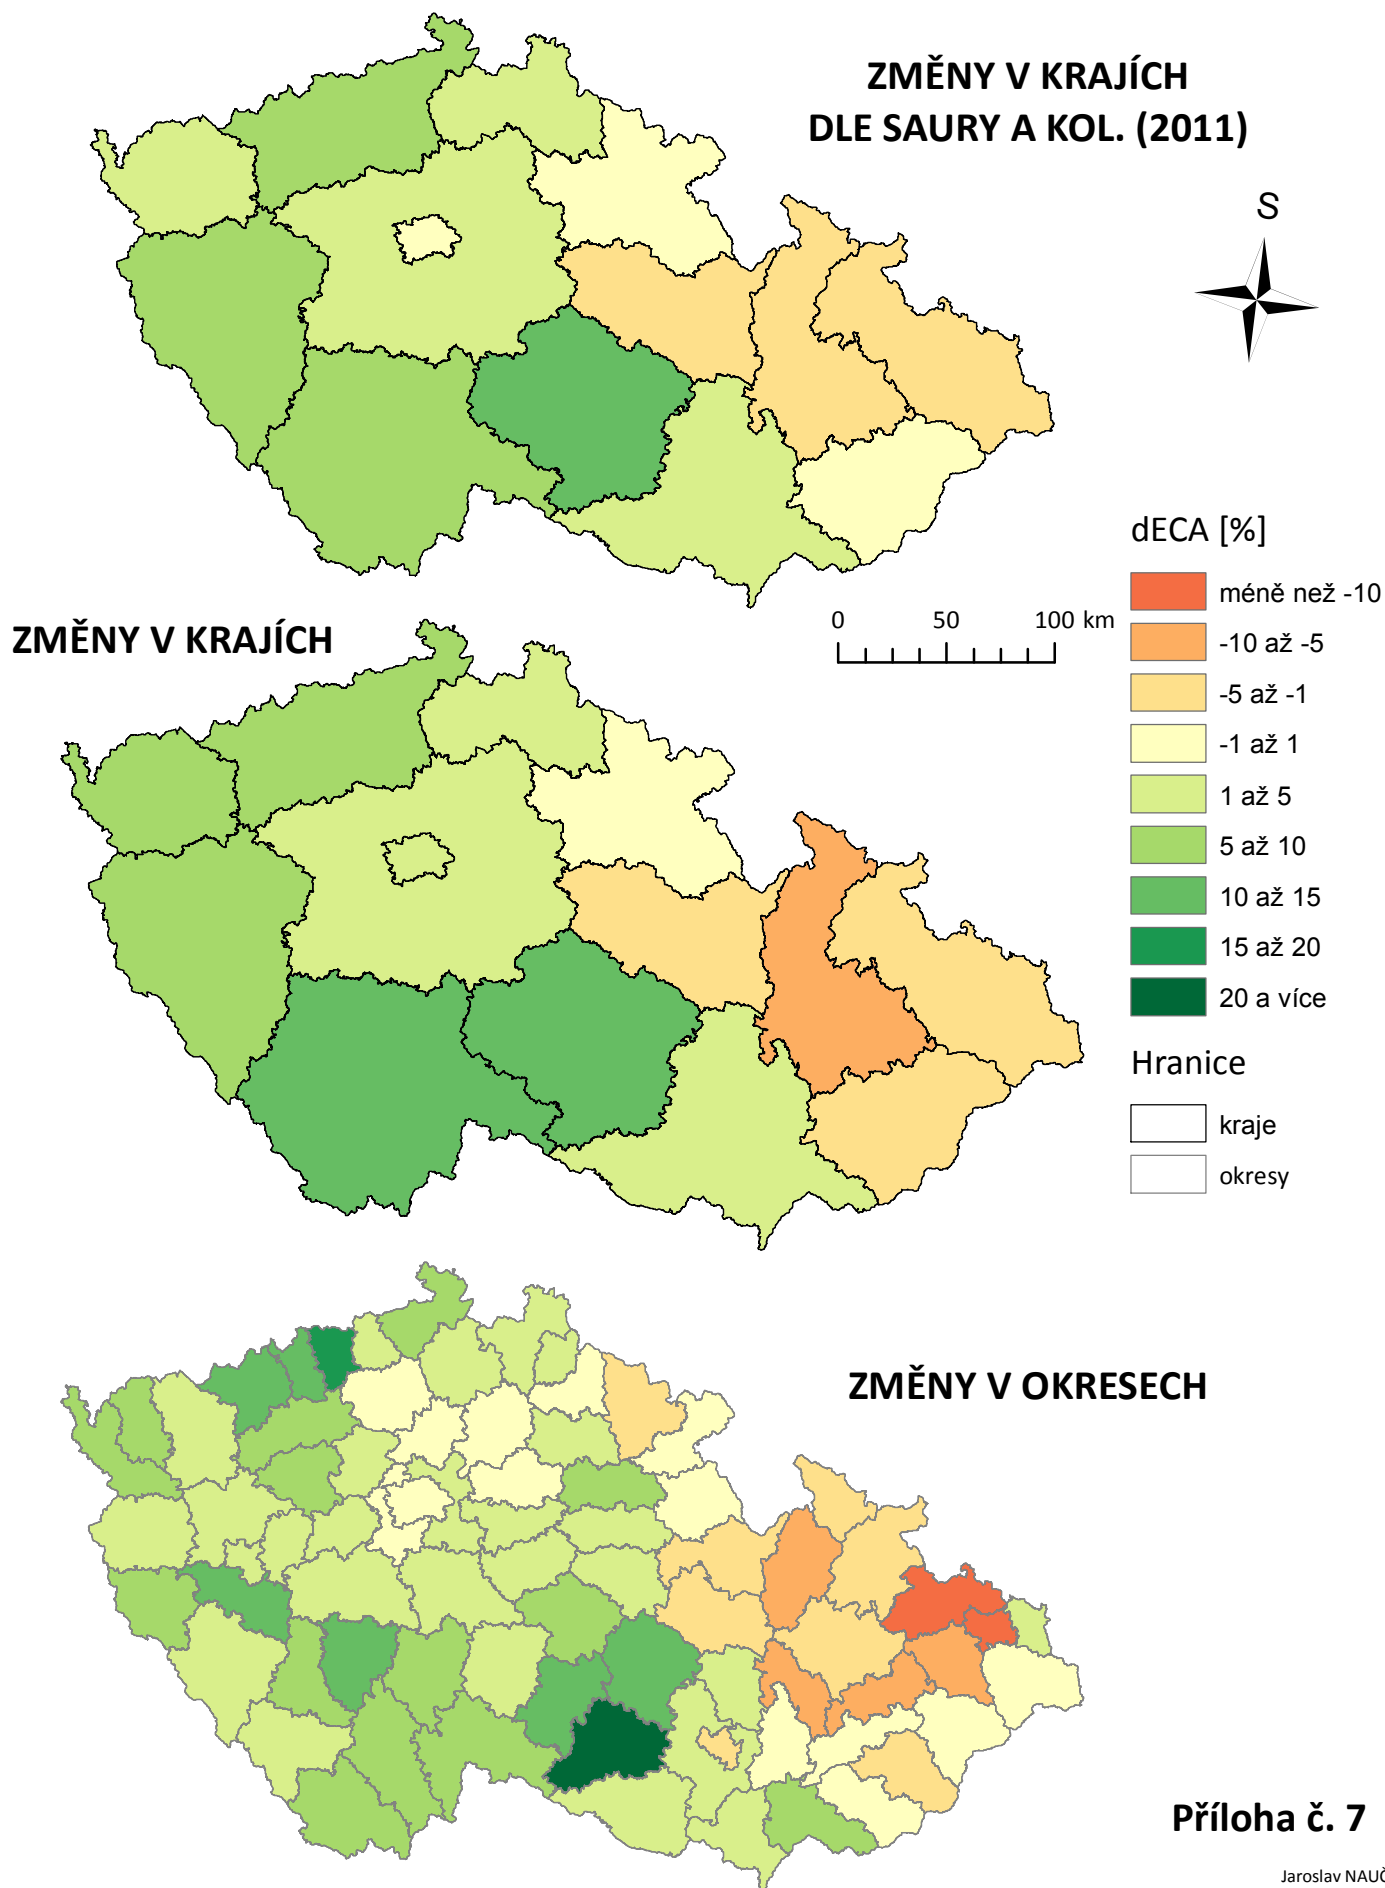 ZMĚNY V KRAJÍCH
DLE SAURY A KOL. (2011)
S
dECA [%]
méně než -10
-10 až -5
-5 až -1
-1 až 1
1 až 5
5 až 10
10 až 15
15 až 20
20 a více
Hranice
kraje
okresy
0 50 100 km
ZMĚNY V KRAJÍCH
ZMĚNY V OKRESECH
Příloha č. 7
Jaroslav NAUČ